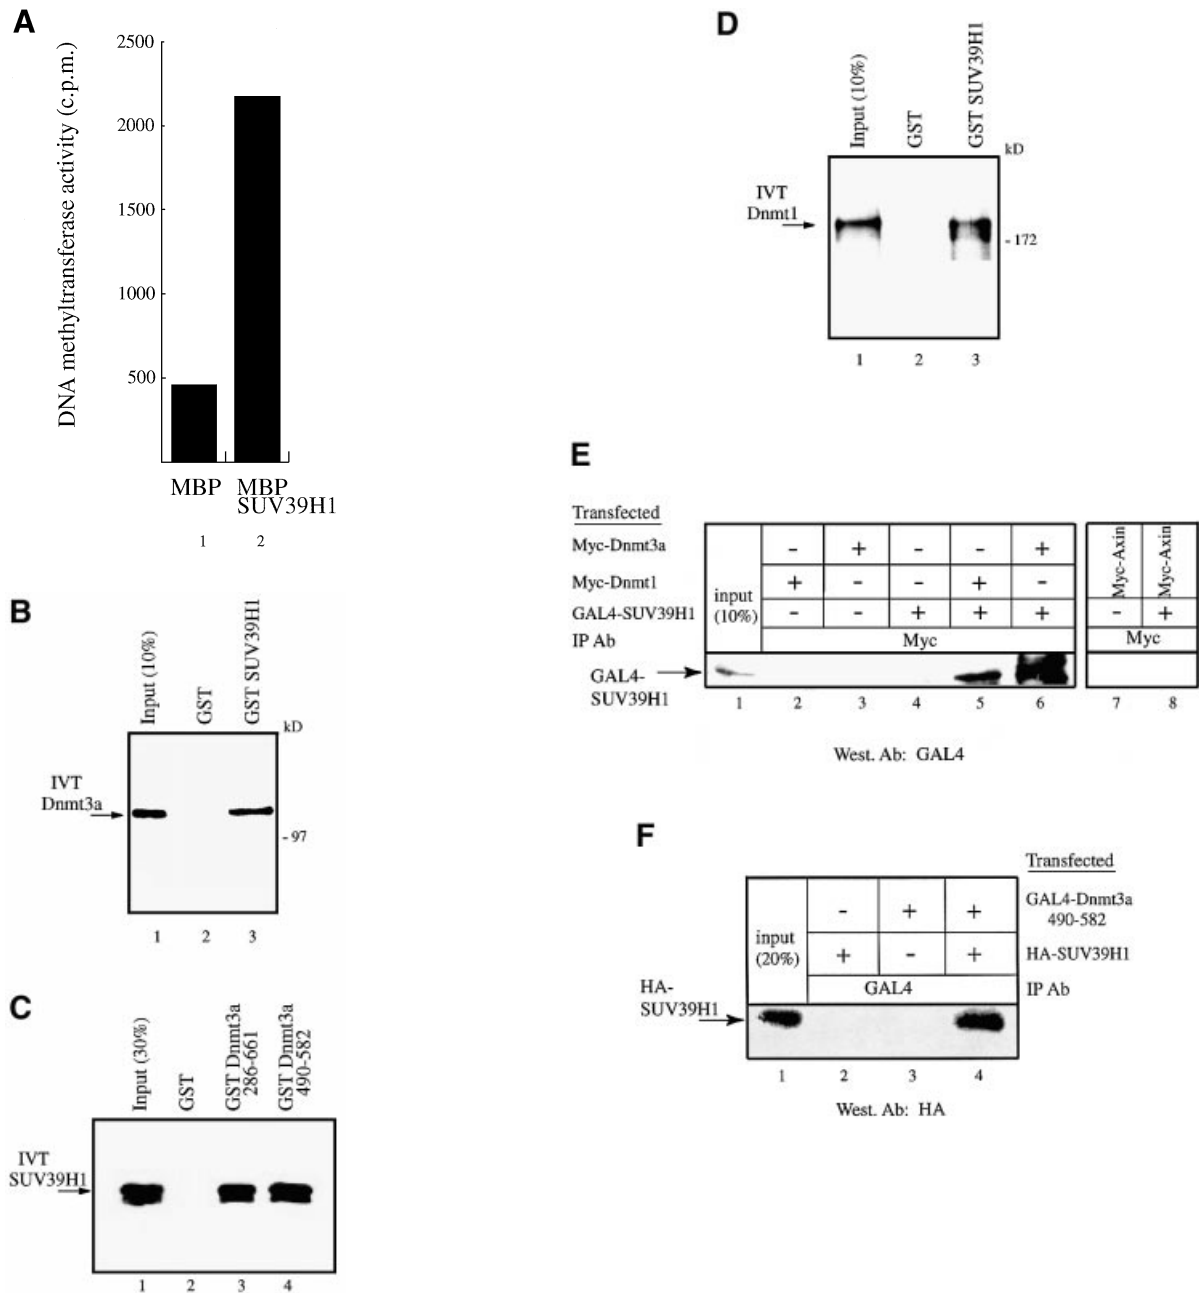 A
DNA methyltransferase activity (c.p.m.)
2500
2000
1500
1000
500
MBP
MBP
SUV39H1
1
2
B
Input (10%)
GST
GST SUV39H1
kD
IVT
Dnmt3a
- 97
1 2 3
C
Input (30%)
GST
GST Dnmt3a
286-661
GST Dnmt3a
490-582
IVT
SUV39H1
1 2 3 4
D
Input (10%)
GST
GST SUV39H1
kD
IVT
Dnmt1
- 172
1 2 3
E
Transfected
Myc-Dnmt3a
- + - - +
Myc-Dnmt1
+ - - + -
GAL4-SUV39H1
- - + + +
input
(10%)
Myc-Axin
Myc-Axin
- +
IP Ab
Myc
Myc
GAL4-
SUV39H1
1 2 3 4 5 6 7 8
West. Ab: GAL4
F
Transfected
input
(20%)
- + +
GAL4-Dnmt3a
490-582
+ - +
HA-SUV39H1
GAL4
IP Ab
HA-
SUV39H1
1 2 3 4
West. Ab: HA